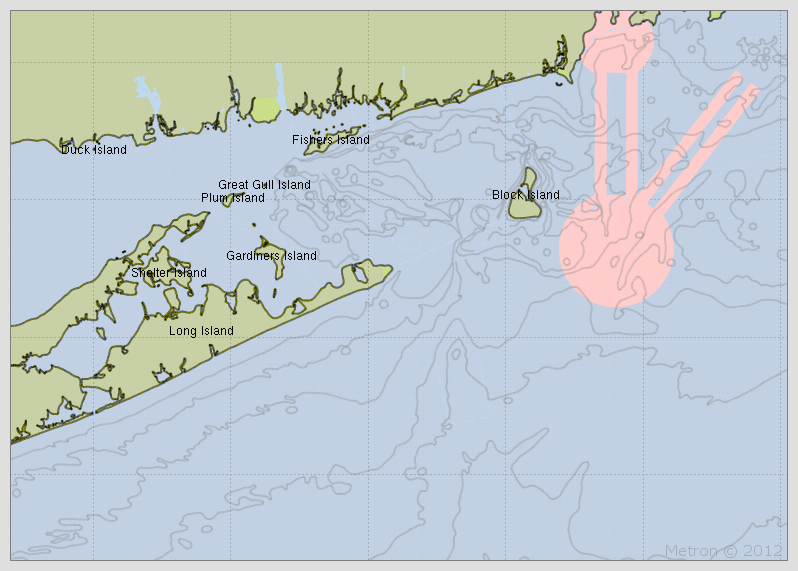 Fishers Island
Duck Island
Great Gull Island
Plum Island
Block Island
Gardiners Island
Shelter Island
Long Island
Metron © 2012